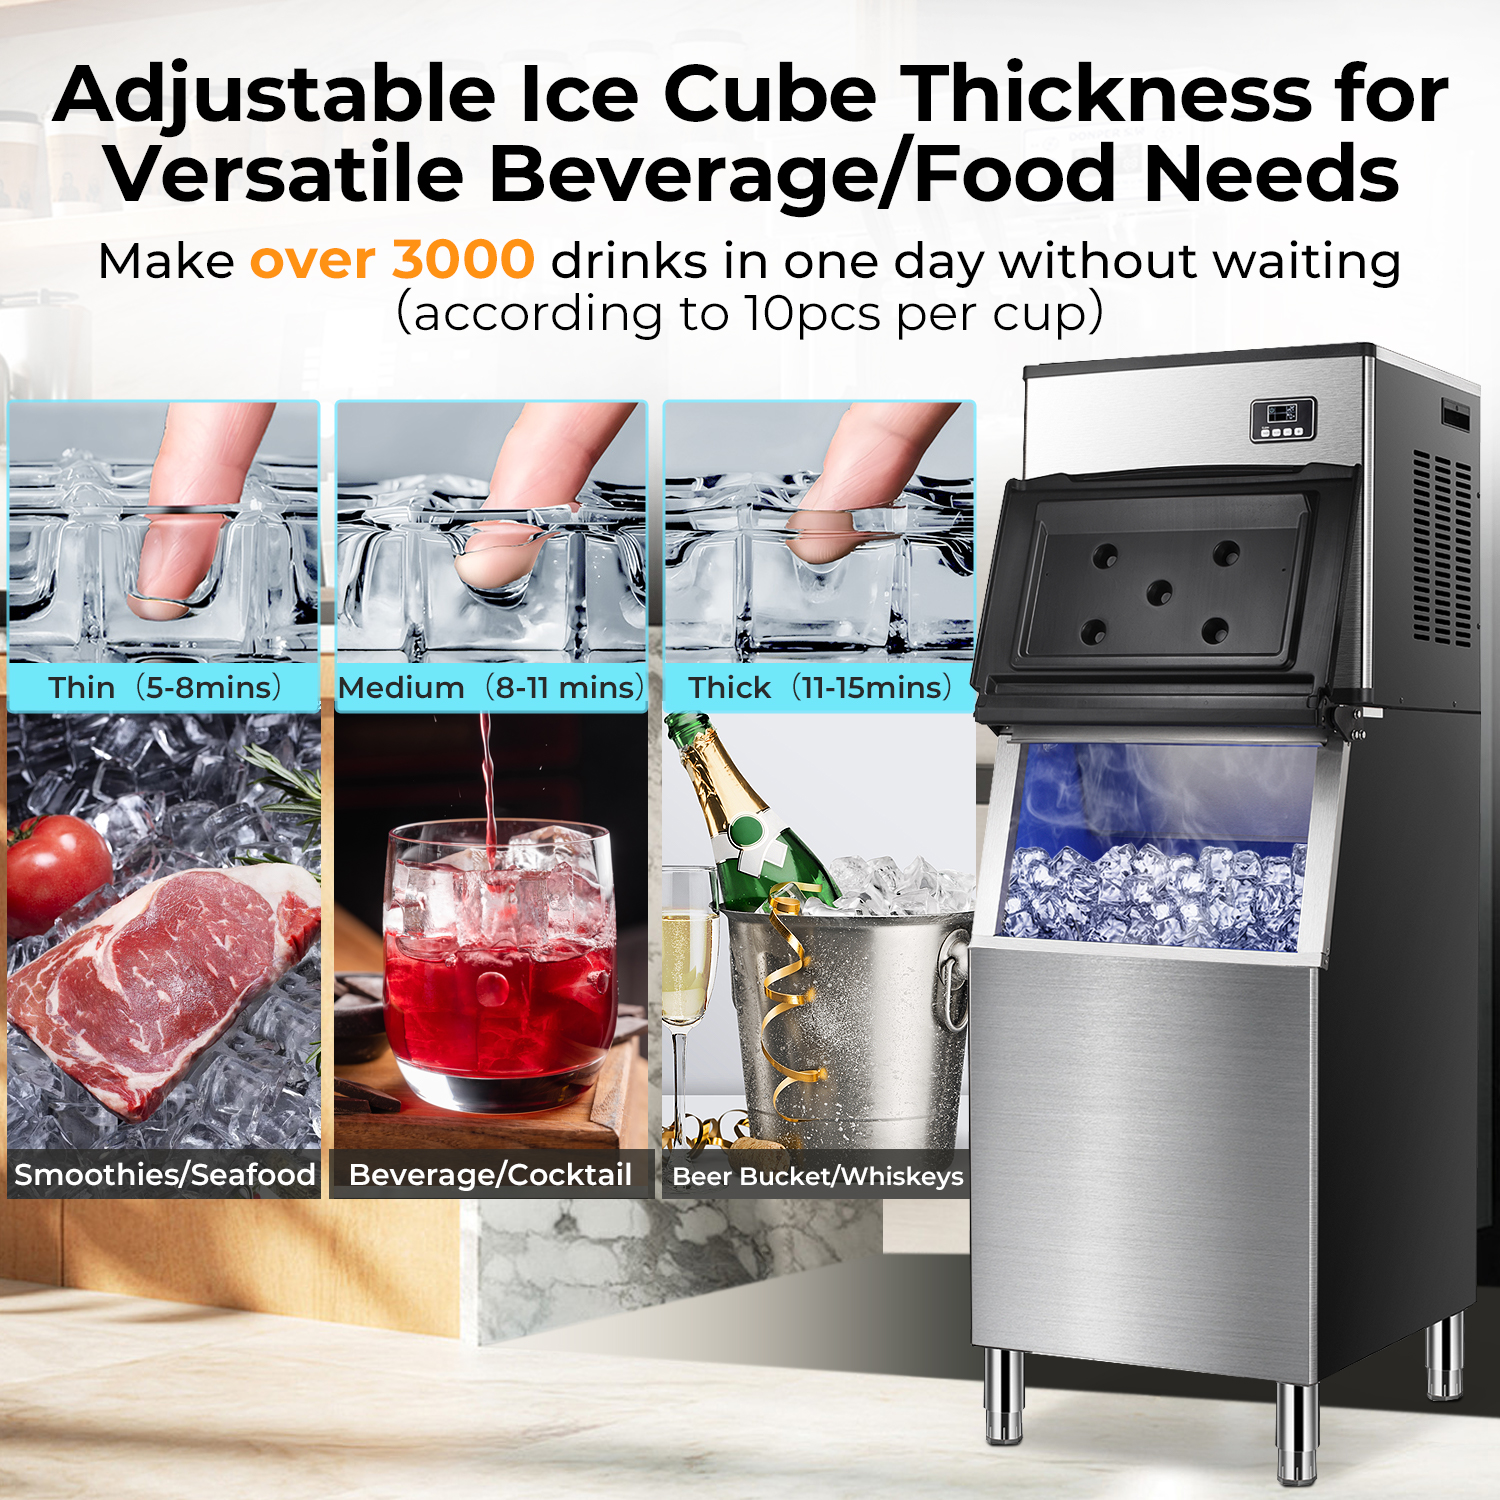 Adjustable Ice Cube Thickness for
Versatile Beverage/Food Needs
Make over 3000 drinks in one day without waiting
（according to 10pcs per cup）
Thin（5-8mins）
Medium（8-11 mins）
Thick（11-15mins）
Smoothies/Seafood
Beverage/Cocktail
Beer Bucket/Whiskeys